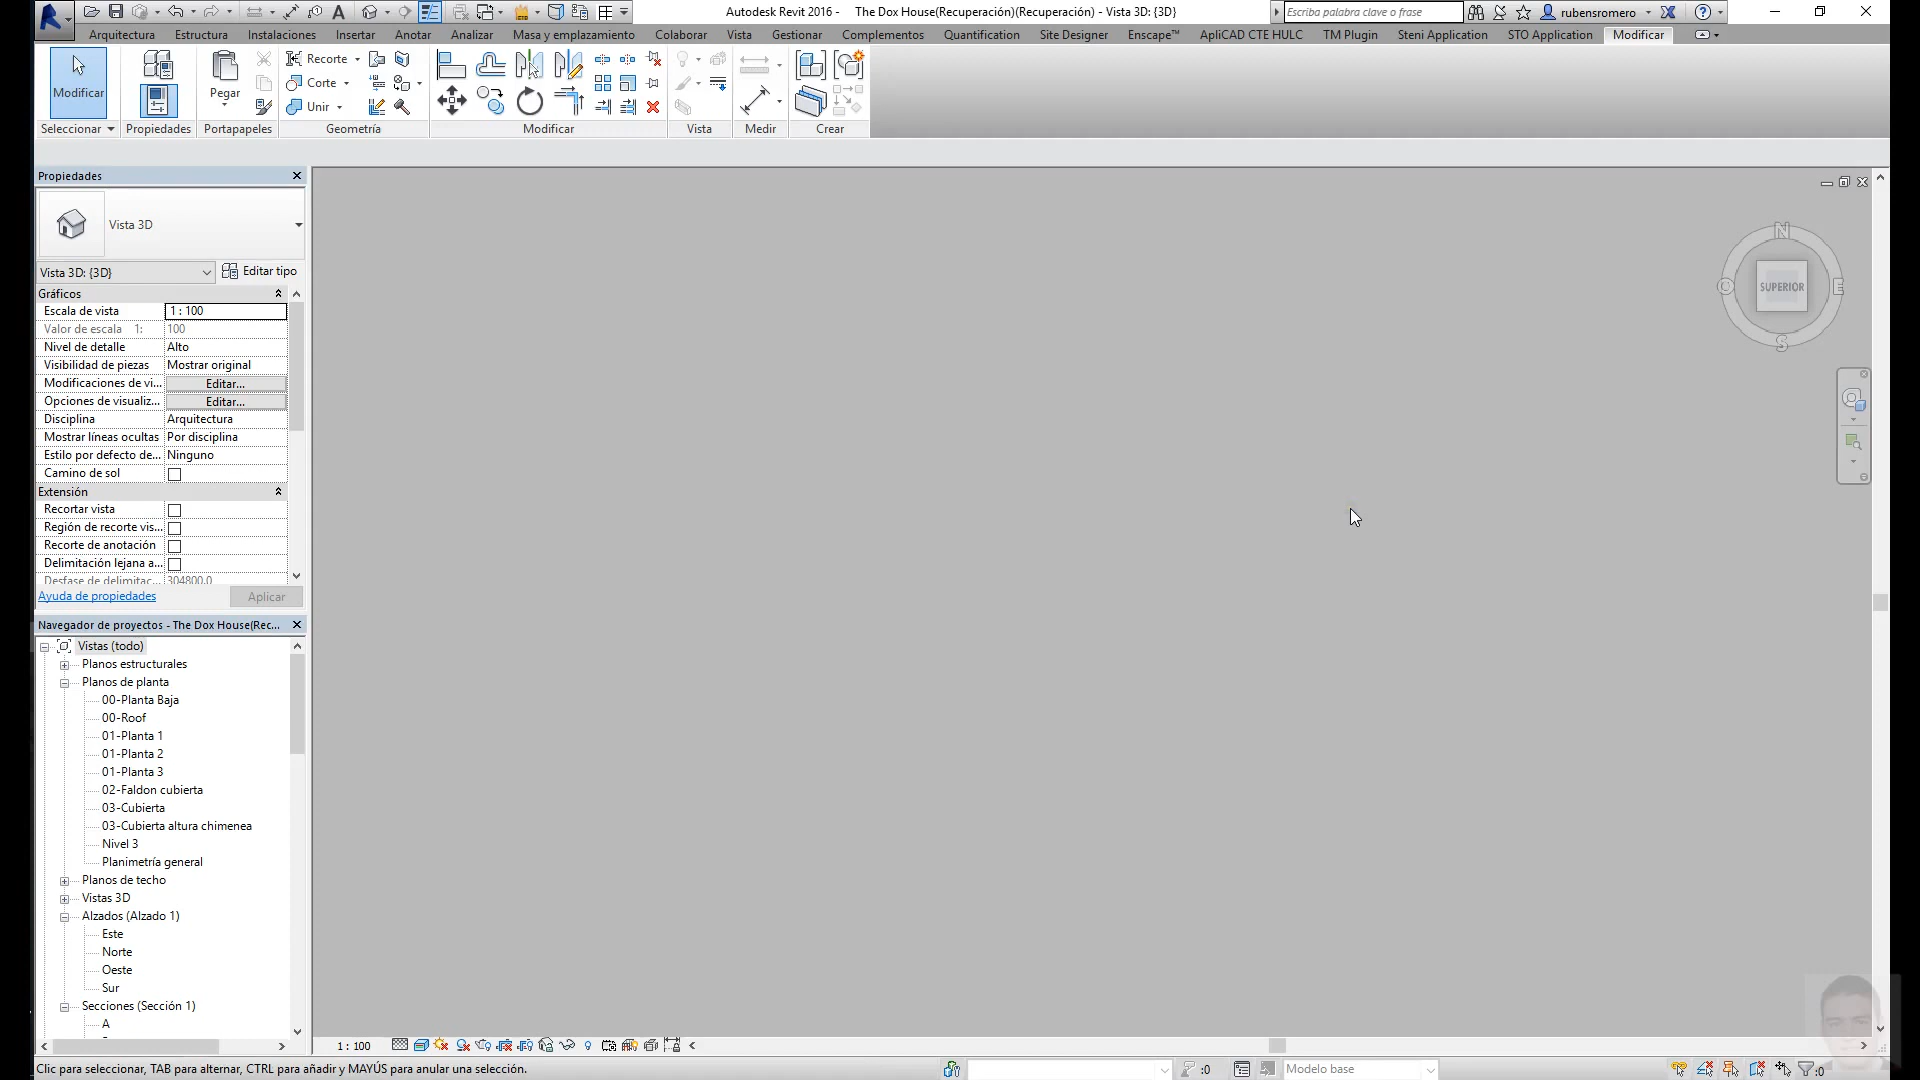 Autodesk Revit 2016 - The Dox House(Recuperación)(Recuperación) - Vista 3D: {3D}
Escriba palabra clave o frase
rubensromero
Arquitectura Estructura Instalaciones Insertar Anotar Analizar Masa y emplazamiento Colaborar Vista Gestionar Complementos Quantification Site Designer Enscape™ ApliCAD CTE HULC TM Plugin Steni Application STO Application Modificar
Modificar
Pegar
Recorte
Corte
Unir
Seleccionar Propiedades Portapapeles Geometría Modificar Vista Medir Crear
Propiedades
Vista 3D
Vista 3D: {3D} Editar tipo
Gráficos
Escala de vista 1 : 100
Valor de escala 1: 100
Nivel de detalle Alto
Visibilidad de piezas Mostrar original
Modificaciones de vi... Editar...
Opciones de visualiz... Editar...
Disciplina Arquitectura
Mostrar líneas ocultas Por disciplina
Estilo por defecto de... Ninguno
Camino de sol
Extensión
Recortar vista
Región de recorte vis...
Recorte de anotación
Delimitación lejana a...
Desfase de delimitac... 304800.0
Ayuda de propiedades Aplicar
Navegador de proyectos - The Dox House(Rec...
Vistas (todo)
Planos estructurales
Planos de planta
00-Planta Baja
00-Roof
01-Planta 1
01-Planta 2
01-Planta 3
02-Faldon cubierta
03-Cubierta
03-Cubierta altura chimenea
Nivel 3
Planimetría general
Planos de techo
Vistas 3D
Alzados (Alzado 1)
Este
Norte
Oeste
Sur
Secciones (Sección 1)
A
N
O SUPERIOR E
S
1 : 100
Clic para seleccionar, TAB para alternar, CTRL para añadir y MAYÚS para anular una selección.
:0
Modelo base
:0